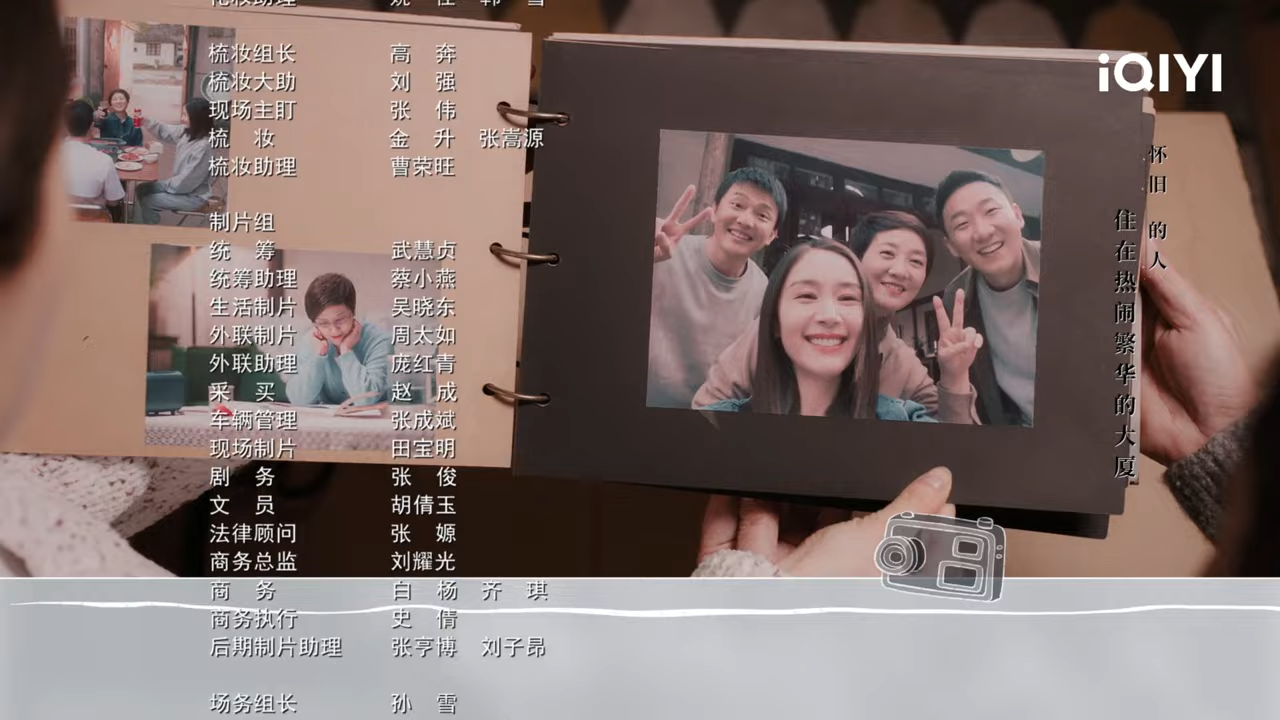 梳妆组长 高 奔
梳妆大助 刘 强
现场主盯 张 伟
梳 妆 金 升 张嵩源
梳妆助理 曹荣旺
制片组
统 筹 武慧贞
统筹助理 蔡小燕
生活制片 吴晓东
外联制片 周太如
外联助理 庞红青
采 买 赵 成
车辆管理 张成斌
现场制片 田宝明
剧 务 张 俊
文 员 胡倩玉
法律顾问 张 嫄
商务总监 刘耀光
商 务 白 杨 齐 琪
商务执行 史 倩
后期制片助理 张亨博 刘子昂
场务组长 孙 雪
iQIYI
怀旧 的人
住在热闹繁华的大厦